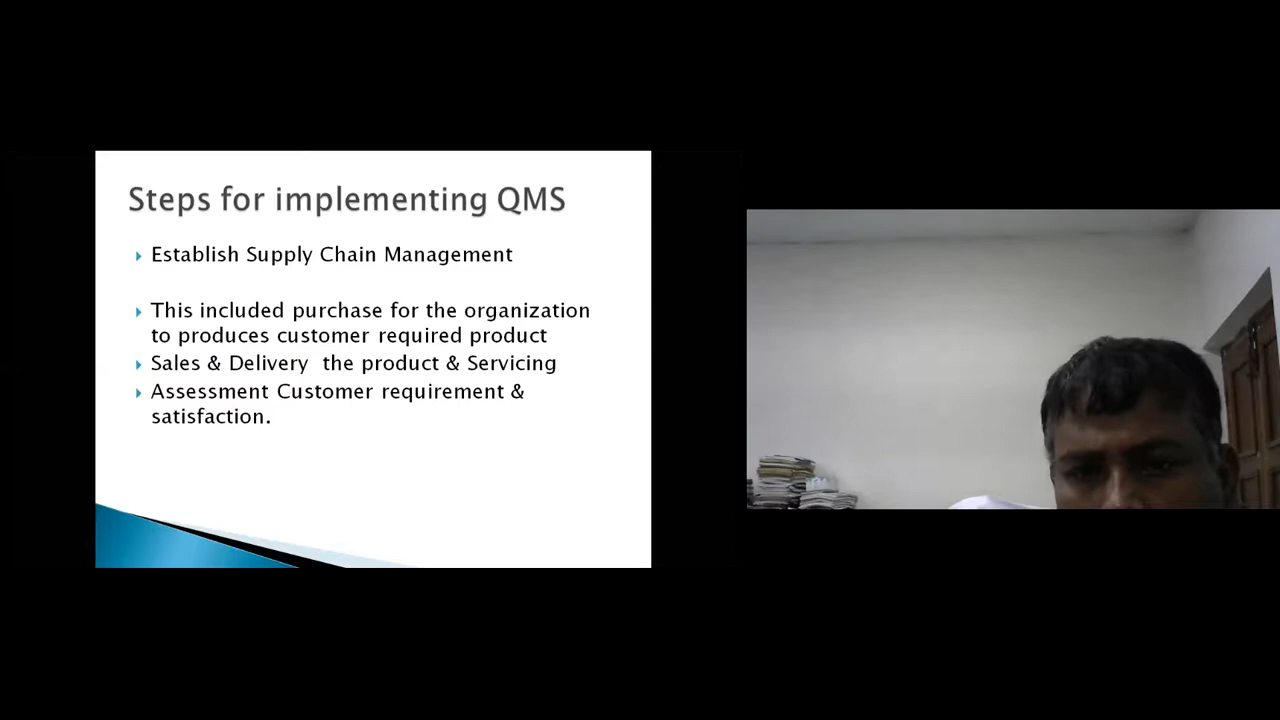 Steps for implementing QMS
Establish Supply Chain Management
This included purchase for the organization
to produces customer required product
Sales & Delivery  the product & Servicing
Assessment Customer requirement &
satisfaction.